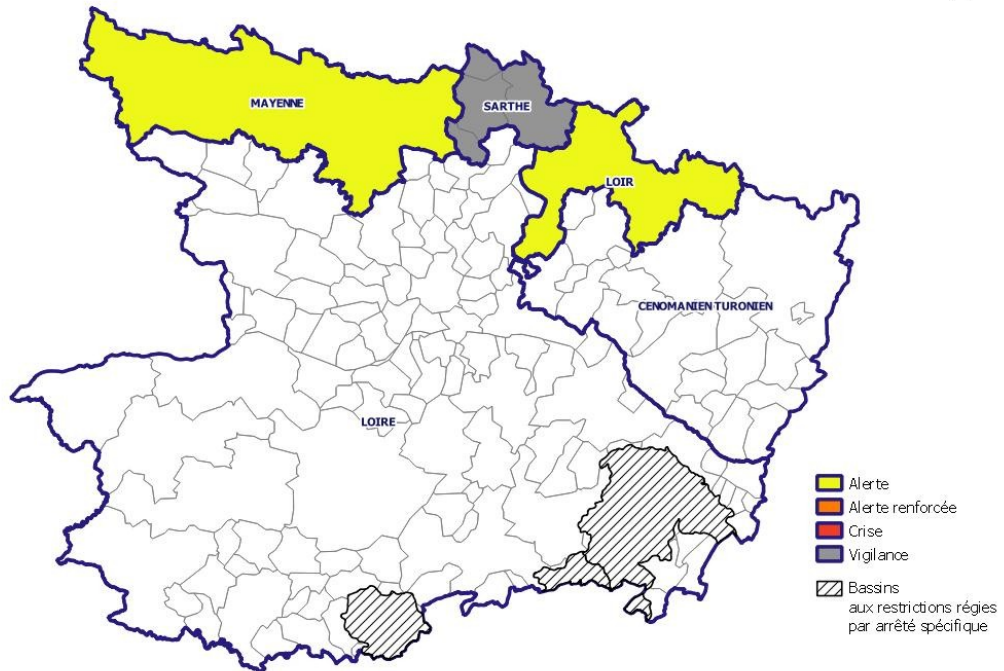 MAYENNE
SARTHE
LOIR
CENOMANIEN TURONIEN
LOIRE
Alerte
Alerte renforcée
Crise
Vigilance
Bassins
aux restrictions régies
par arrêté spécifique